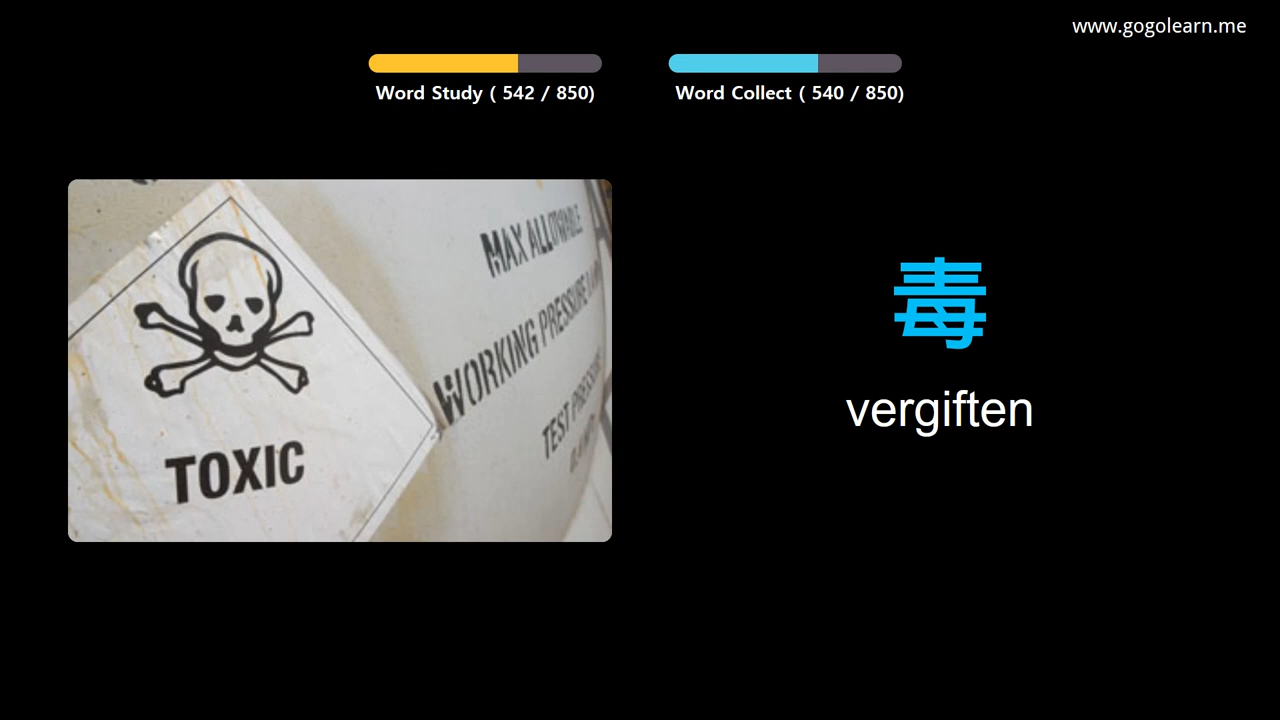 www.gogolearn.me
Word Study ( 542 / 850)
Word Collect ( 540 / 850)
MAX ALLOWABLE
WORKING PRESSURE
TEST PRESSURE
TOXIC
毒
vergiften